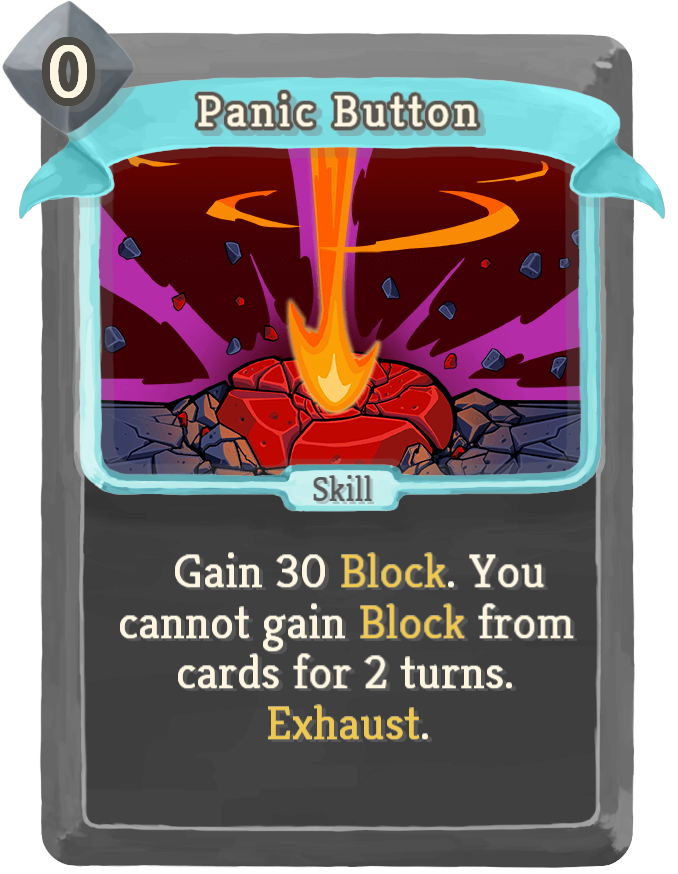 0
Panic Button
Skill
Gain 30 Block. You
cannot gain Block from
cards for 2 turns.
Exhaust.